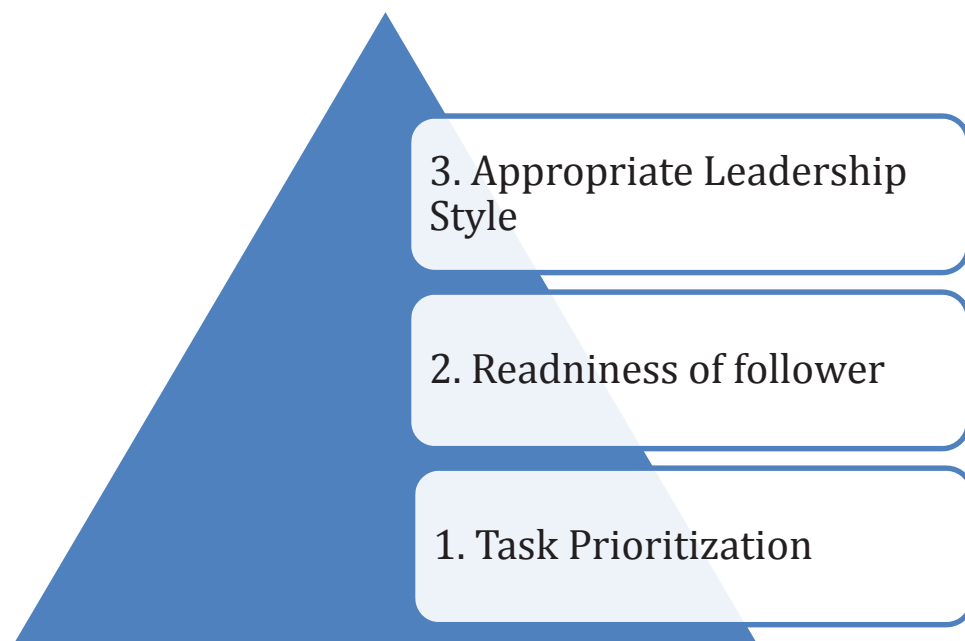 3. Appropriate Leadership
Style
2. Readniness of follower
1. Task Prioritization